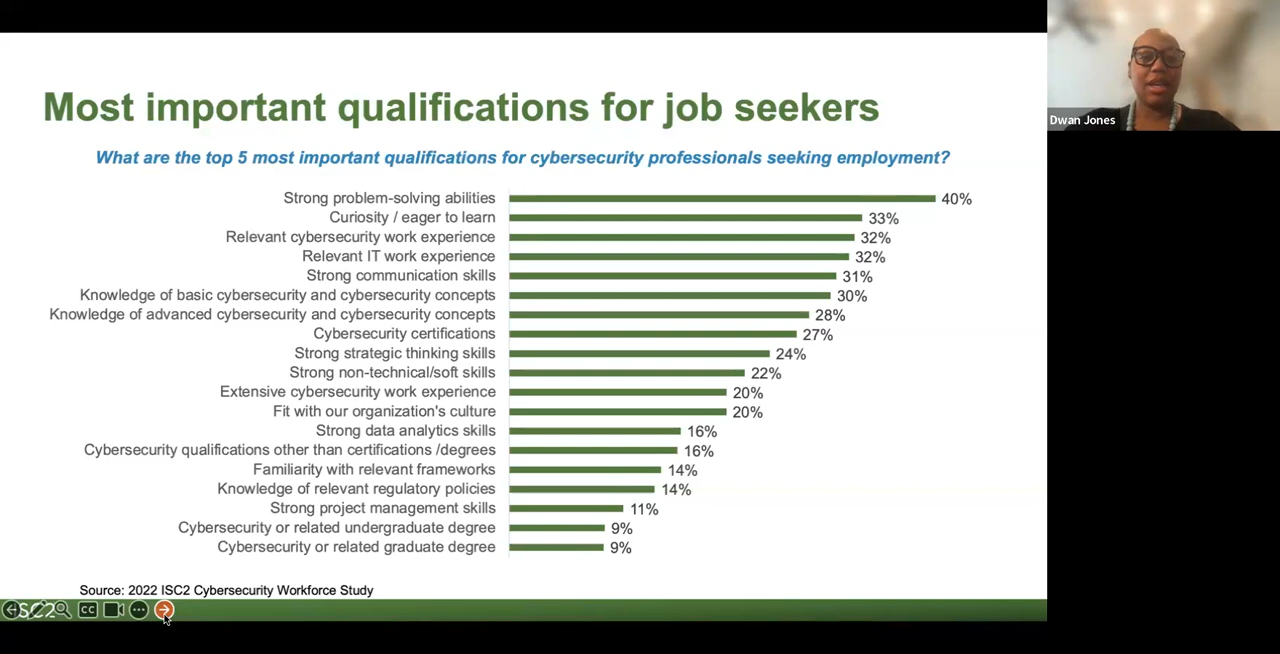 Most important qualifications for job seekers
What are the top 5 most important qualifications for cybersecurity professionals seeking employment?
Strong problem-solving abilities 40%
Curiosity / eager to learn 33%
Relevant cybersecurity work experience 32%
Relevant IT work experience 32%
Strong communication skills 31%
Knowledge of basic cybersecurity and cybersecurity concepts 30%
Knowledge of advanced cybersecurity and cybersecurity concepts 28%
Cybersecurity certifications 27%
Strong strategic thinking skills 24%
Strong non-technical/soft skills 22%
Extensive cybersecurity work experience 20%
Fit with our organization's culture 20%
Strong data analytics skills 16%
Cybersecurity qualifications other than certifications /degrees 16%
Familiarity with relevant frameworks 14%
Knowledge of relevant regulatory policies 14%
Strong project management skills 11%
Cybersecurity or related undergraduate degree 9%
Cybersecurity or related graduate degree 9%
Source: 2022 ISC2 Cybersecurity Workforce Study
ISC2
CC
Dwan Jones